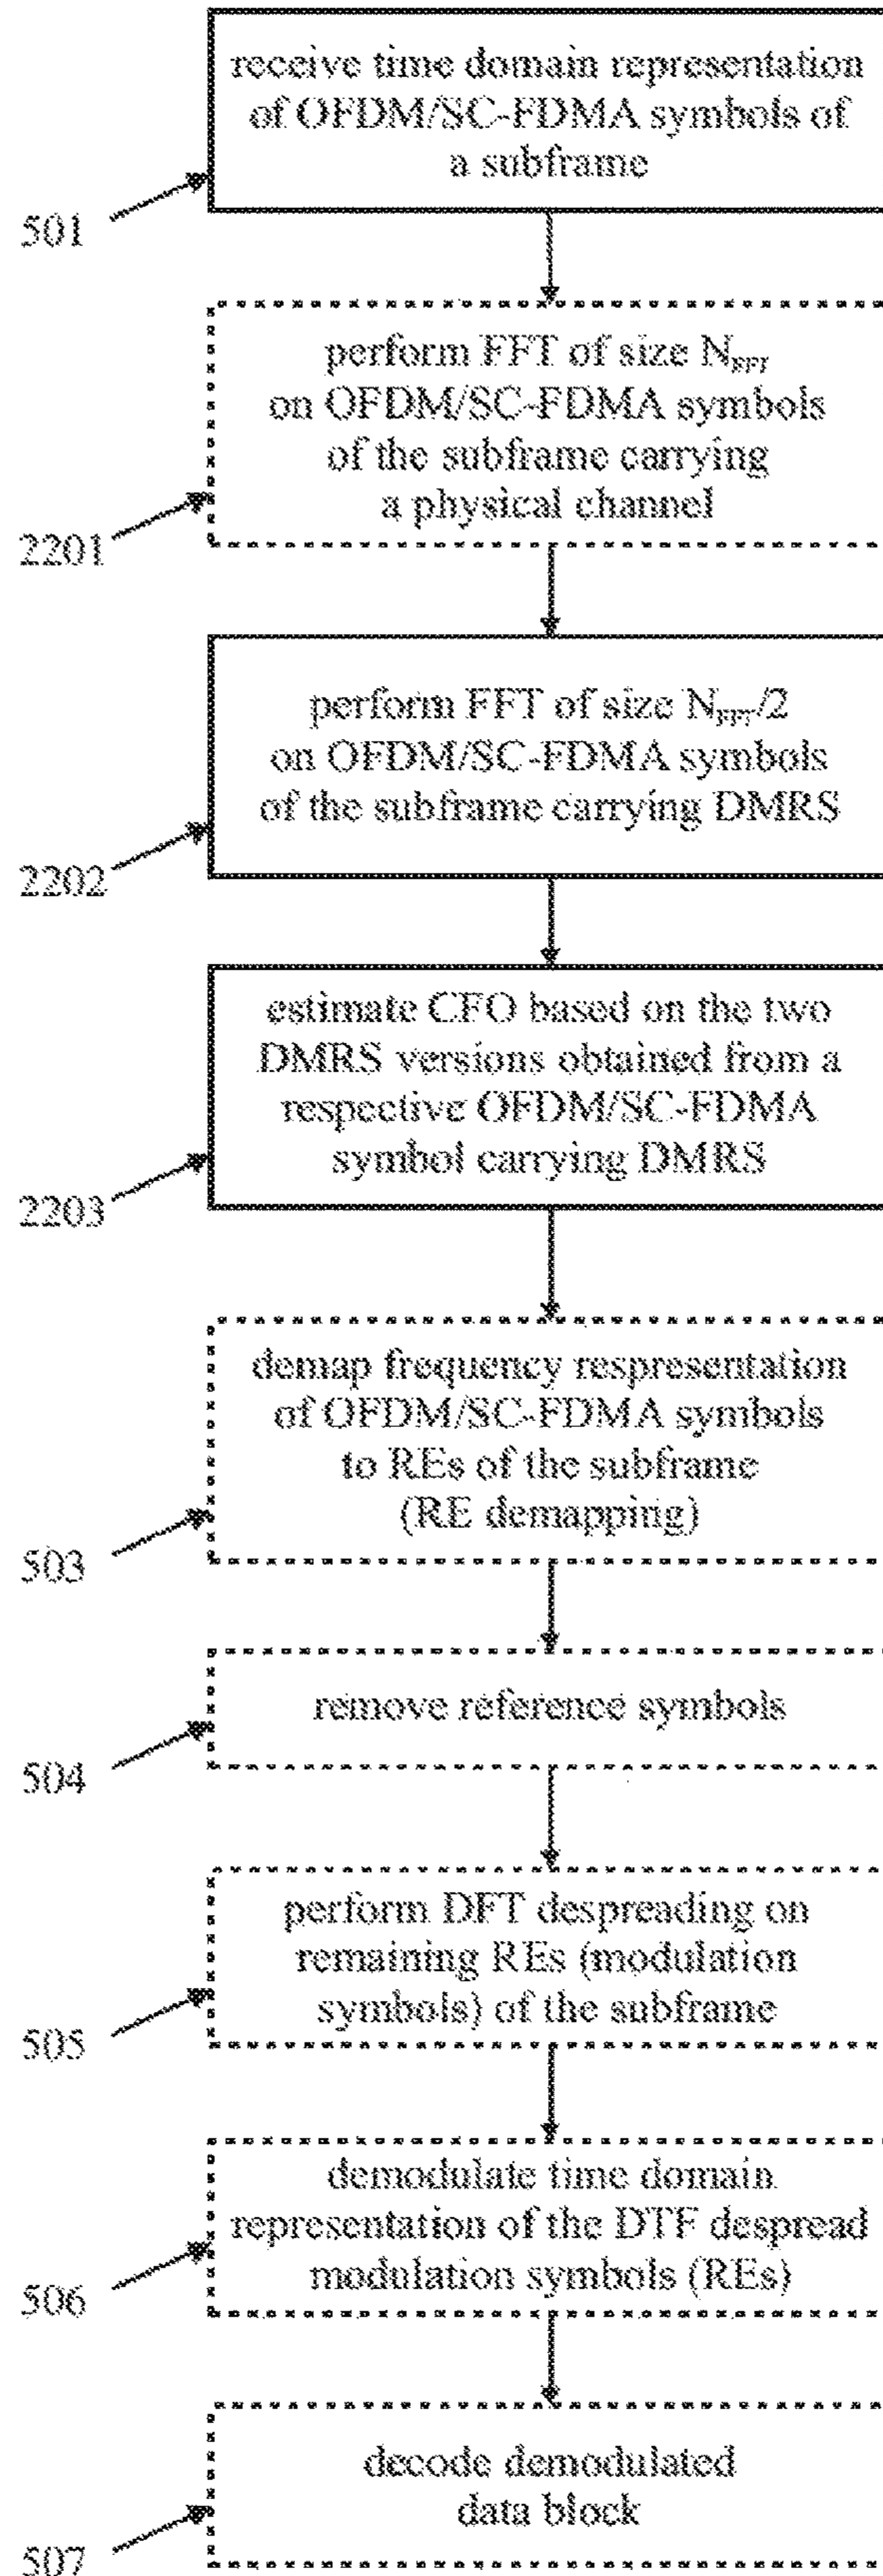 receive time domain representation
of OFDM/SC-FDMA symbols of
a subframe
501
perform FFT of size N_FFT
on OFDM/SC-FDMA symbols
of the subframe carrying
a physical channel
2201
perform FFT of size N_FFT/2
on OFDM/SC-FDMA symbols
of the subframe carrying DMRS
2202
estimate CFO based on the two
DMRS versions obtained from a
respective OFDM/SC-FDMA
symbol carrying DMRS
2203
demap frequency respresentation
of OFDM/SC-FDMA symbols
to REs of the subframe
(RE demapping)
503
remove reference symbols
504
perform DFT despreading on
remaining REs (modulation
symbols) of the subframe
505
demodulate time domain
representation of the DTF despread
modulation symbols (REs)
506
decode demodulated
data block
507